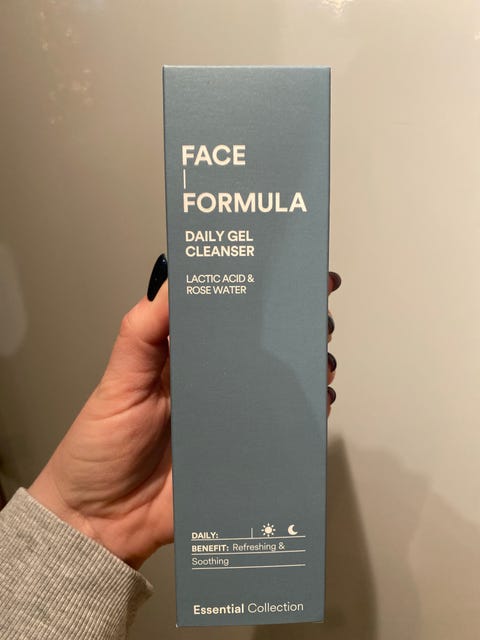 FACE
FORMULA
DAILY GEL
CLEANSER
LACTIC ACID &
ROSE WATER
DAILY:
BENEFIT: Refreshing &
Soothing
Essential Collection